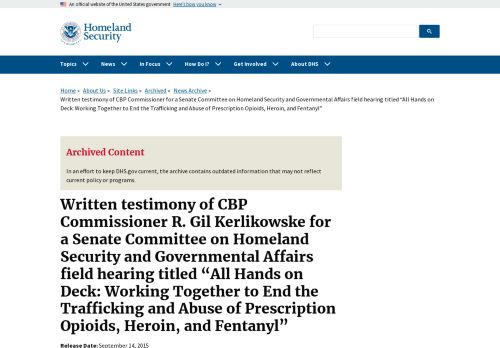 An official website of the United States government Here's how you know
Homeland
Security
Topics News In Focus How Do I? Get Involved About DHS
Home » About Us » Site Links » Archived » News Archive »
Written testimony of CBP Commissioner for a Senate Committee on Homeland Security and Governmental Affairs field hearing titled “All Hands on
Deck: Working Together to End the Trafficking and Abuse of Prescription Opioids, Heroin, and Fentanyl”
Archived Content
In an effort to keep DHS.gov current, the archive contains outdated information that may not reflect
current policy or programs.
Written testimony of CBP
Commissioner R. Gil Kerlikowske for
a Senate Committee on Homeland
Security and Governmental Affairs
field hearing titled “All Hands on
Deck: Working Together to End the
Trafficking and Abuse of Prescription
Opioids, Heroin, and Fentanyl”
Release Date: September 14, 2015